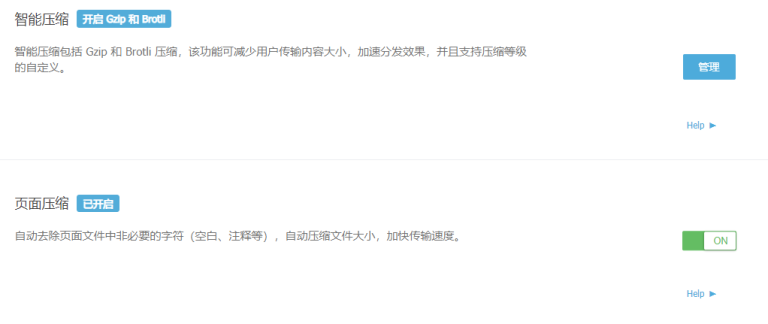 智能压缩 开启 Gzip 和 Brotli
智能压缩包括 Gzip 和 Brotli 压缩，该功能可减少用户传输内容大小，加速分发效果，并且支持压缩等级
的自定义。
管理
Help ►
页面压缩 已开启
自动去除页面文件中非必要的字符（空白、注释等），自动压缩文件大小，加快传输速度。
ON
Help ►